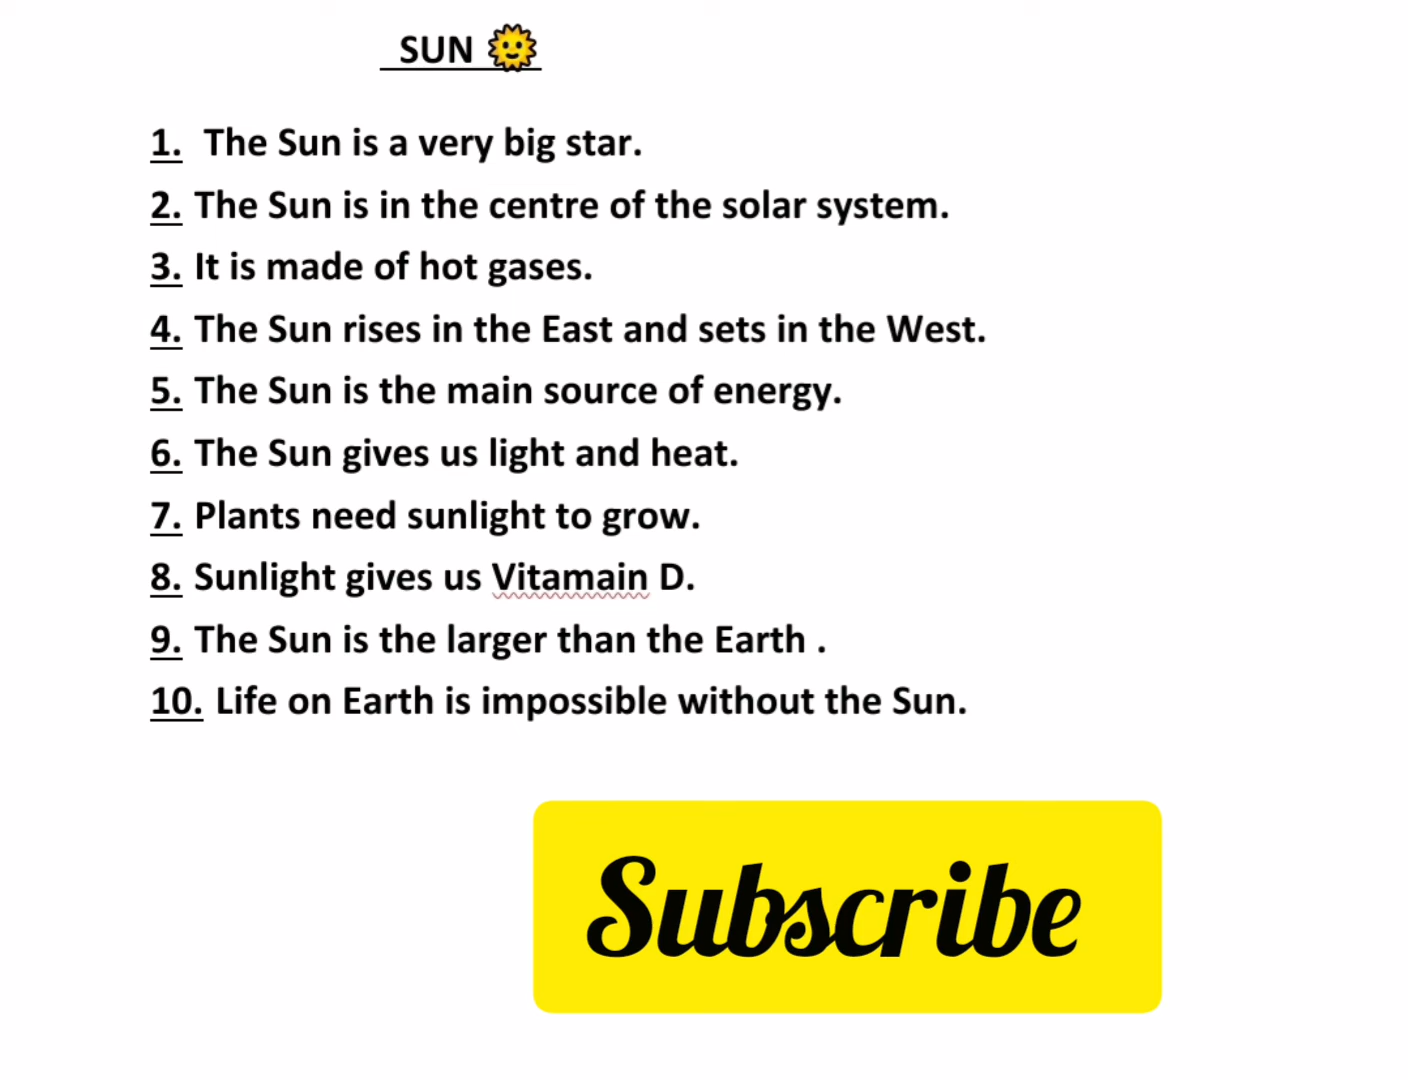 SUN 🌞
1. The Sun is a very big star.
2. The Sun is in the centre of the solar system.
3. It is made of hot gases.
4. The Sun rises in the East and sets in the West.
5. The Sun is the main source of energy.
6. The Sun gives us light and heat.
7. Plants need sunlight to grow.
8. Sunlight gives us Vitamain D.
9. The Sun is the larger than the Earth .
10. Life on Earth is impossible without the Sun.
Subscribe